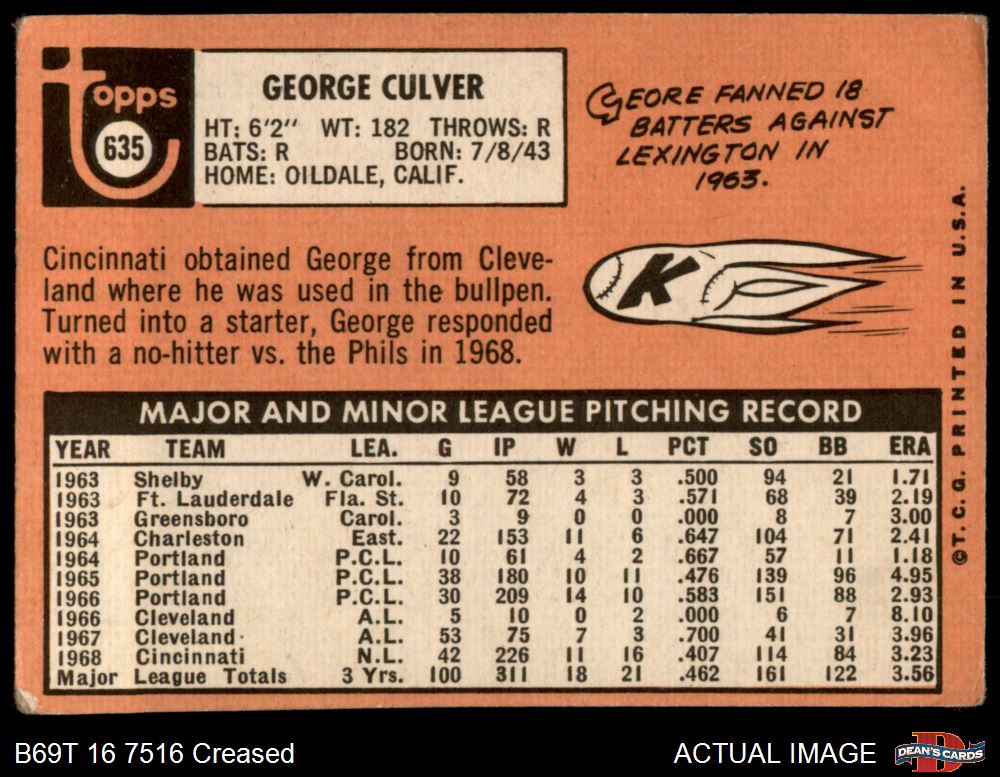 Topps
635
GEORGE CULVER
HT: 6'2" WT: 182 THROWS: R
BATS: R BORN: 7/8/43
HOME: OILDALE, CALIF.
GEORE FANNED 18
BATTERS AGAINST
LEXINGTON IN
1963.
Cincinnati obtained George from Cleve-
land where he was used in the bullpen.
Turned into a starter, George responded
with a no-hitter vs. the Phils in 1968.
K
MAJOR AND MINOR LEAGUE PITCHING RECORD
YEAR TEAM LEA. G IP W L PCT SO BB ERA
1963 Shelby W. Carol. 9 58 3 3 .500 94 21 1.71
1963 Ft. Lauderdale Fla. St. 10 72 4 3 .571 68 39 2.19
1963 Greensboro Carol. 3 9 0 0 .000 8 7 3.00
1964 Charleston East. 22 153 11 6 .647 104 71 2.41
1964 Portland P.C.L. 10 61 4 2 .667 57 11 1.18
1965 Portland P.C.L. 38 180 10 11 .476 139 96 4.95
1966 Portland P.C.L. 30 209 14 10 .583 151 88 2.93
1966 Cleveland A.L. 5 10 0 2 .000 6 7 8.10
1967 Cleveland A.L. 53 75 7 3 .700 41 31 3.96
1968 Cincinnati N.L. 42 226 11 16 .407 114 84 3.23
Major League Totals 3 Yrs. 100 311 18 21 .462 161 122 3.56
©T. C. G. PRINTED IN U.S.A.
B69T 16 7516 Creased
ACTUAL IMAGE
D
DEAN'S CARDS